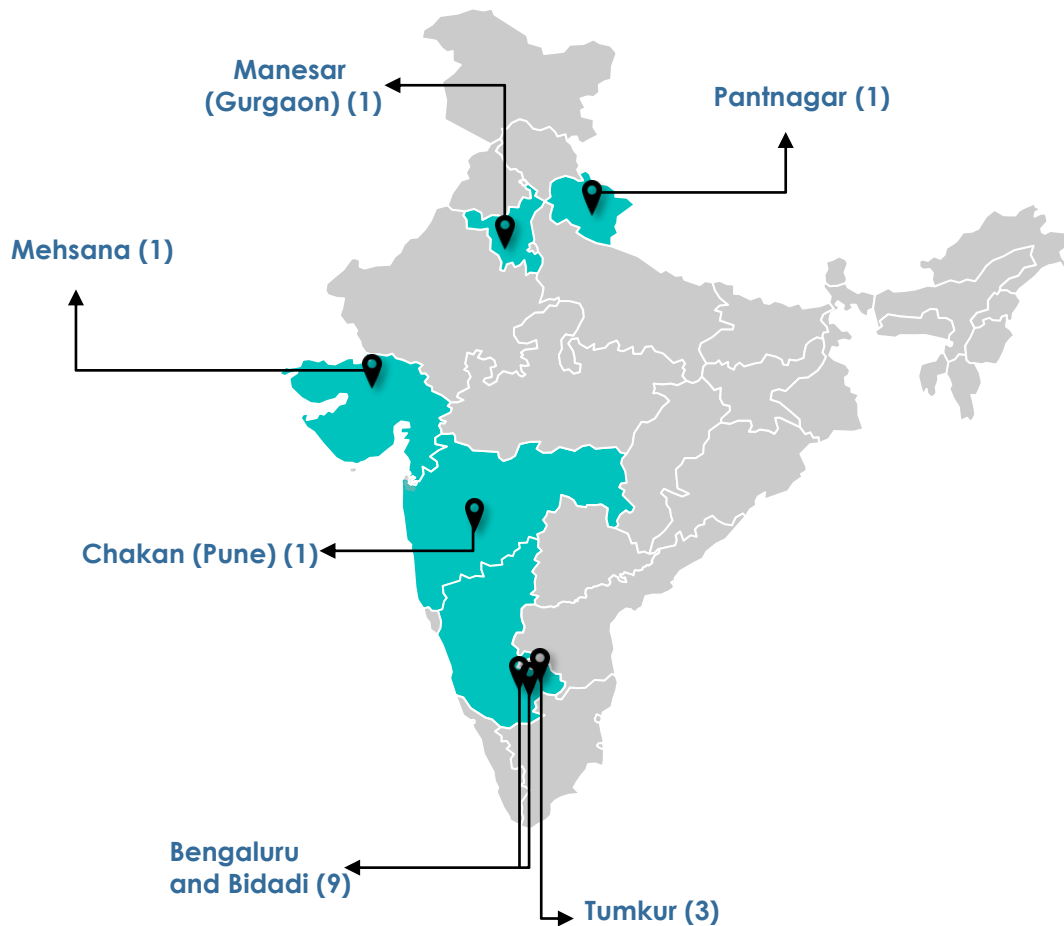 Manesar
(Gurgaon) (1)
Pantnagar (1)
Mehsana (1)
Chakan (Pune) (1)
Bengaluru
and Bidadi (9)
Tumkur (3)